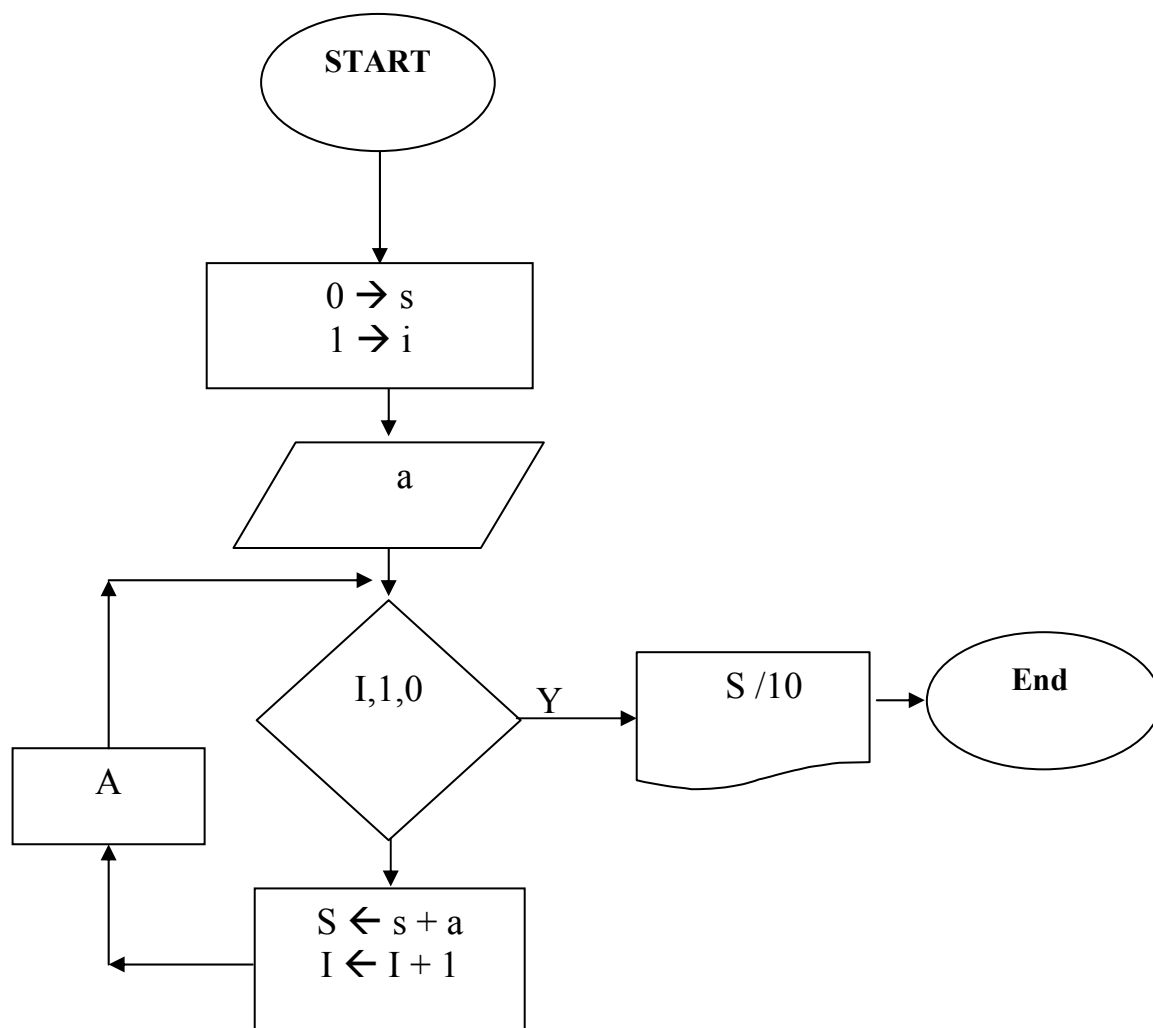 START
0 → s
1 → i
a
I,1,0
Y
S /10
End
A
S ← s + a
I ← I + 1